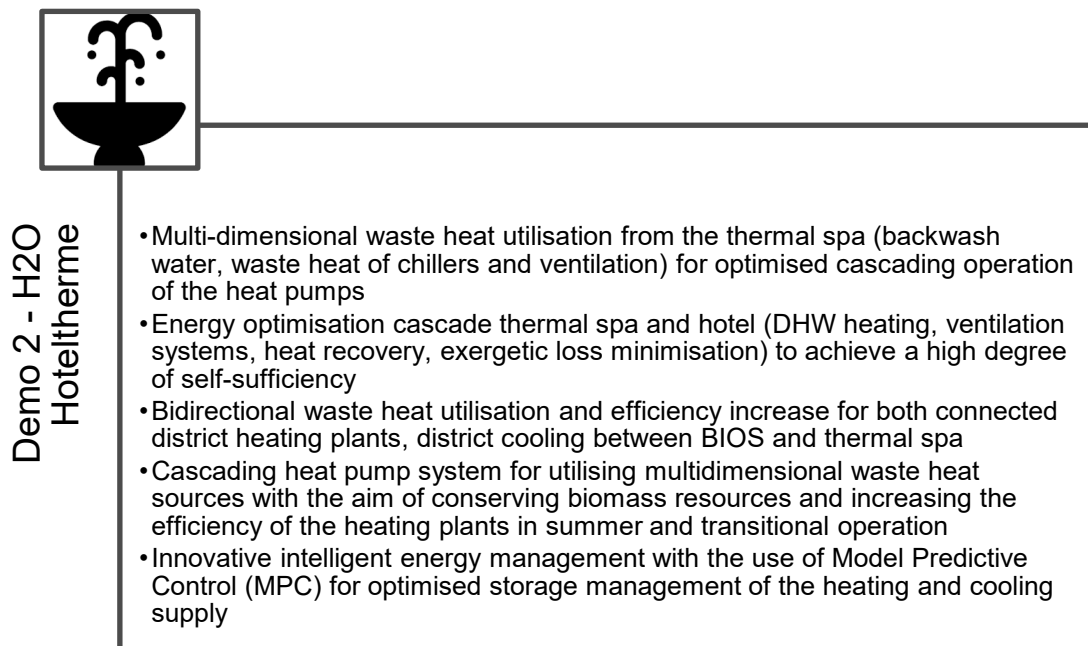 Demo 2 - H2O
Hoteltherme
•Multi-dimensional waste heat utilisation from the thermal spa (backwash
water, waste heat of chillers and ventilation) for optimised cascading operation
of the heat pumps
•Energy optimisation cascade thermal spa and hotel (DHW heating, ventilation
systems, heat recovery, exergetic loss minimisation) to achieve a high degree
of self-sufficiency
•Bidirectional waste heat utilisation and efficiency increase for both connected
district heating plants, district cooling between BIOS and thermal spa
•Cascading heat pump system for utilising multidimensional waste heat
sources with the aim of conserving biomass resources and increasing the
efficiency of the heating plants in summer and transitional operation
•Innovative intelligent energy management with the use of Model Predictive
Control (MPC) for optimised storage management of the heating and cooling
supply